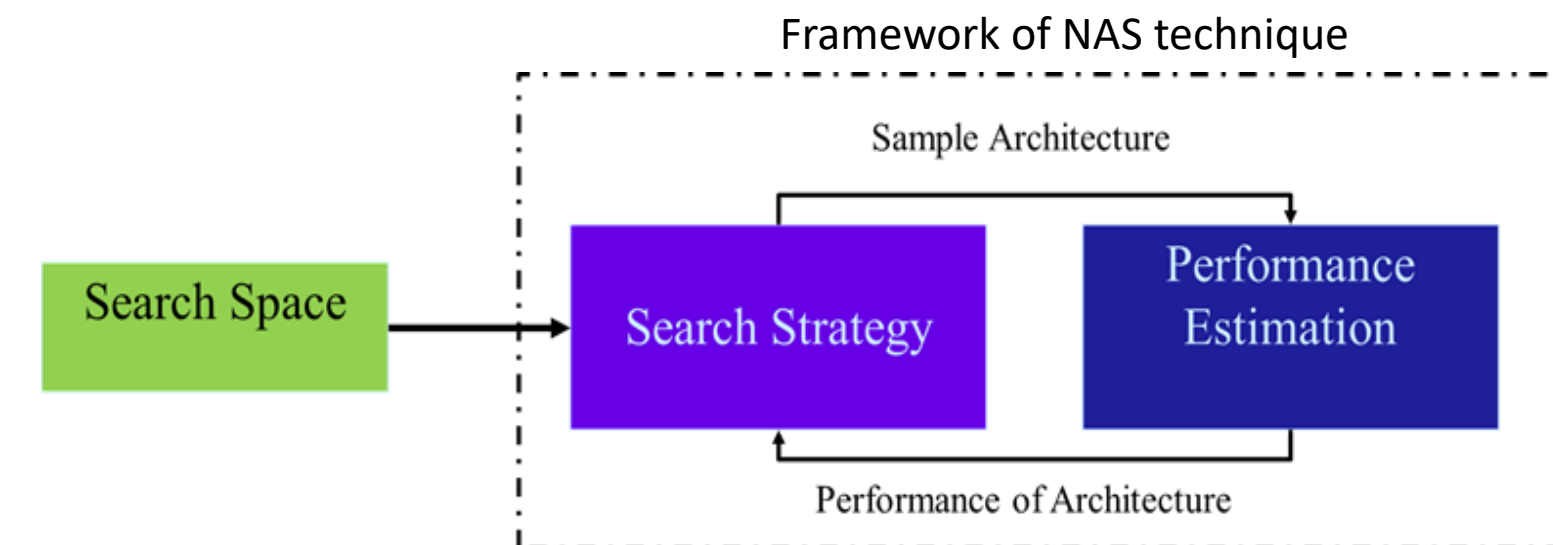 Framework of NAS technique
Sample Architecture
Search Space
Search Strategy
Performance
Estimation
Performance of Architecture